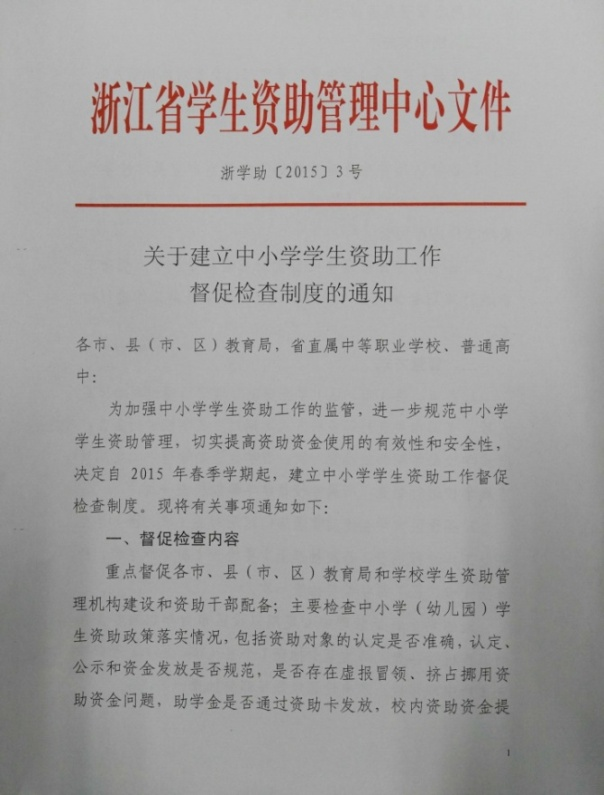 浙江省学生资助管理中心文件
浙学助〔2015〕3号
关于建立中小学学生资助工作
督促检查制度的通知
各市、县（市、区）教育局，省直属中等职业学校、普通高
中：
为加强中小学学生资助工作的监管，进一步规范中小学
学生资助管理，切实提高资助资金使用的有效性和安全性，
决定自 2015 年春季学期起，建立中小学学生资助工作督促
检查制度。现将有关事项通知如下：
一、督促检查内容
重点督促各市、县（市、区）教育局和学校学生资助管
理机构建设和资助干部配备；主要检查中小学（幼儿园）学
生资助政策落实情况，包括资助对象的认定是否准确，认定、
公示和资金发放是否规范，是否存在虚报冒领、挤占挪用资
助资金问题，助学金是否通过资助卡发放，校内资助资金提
1